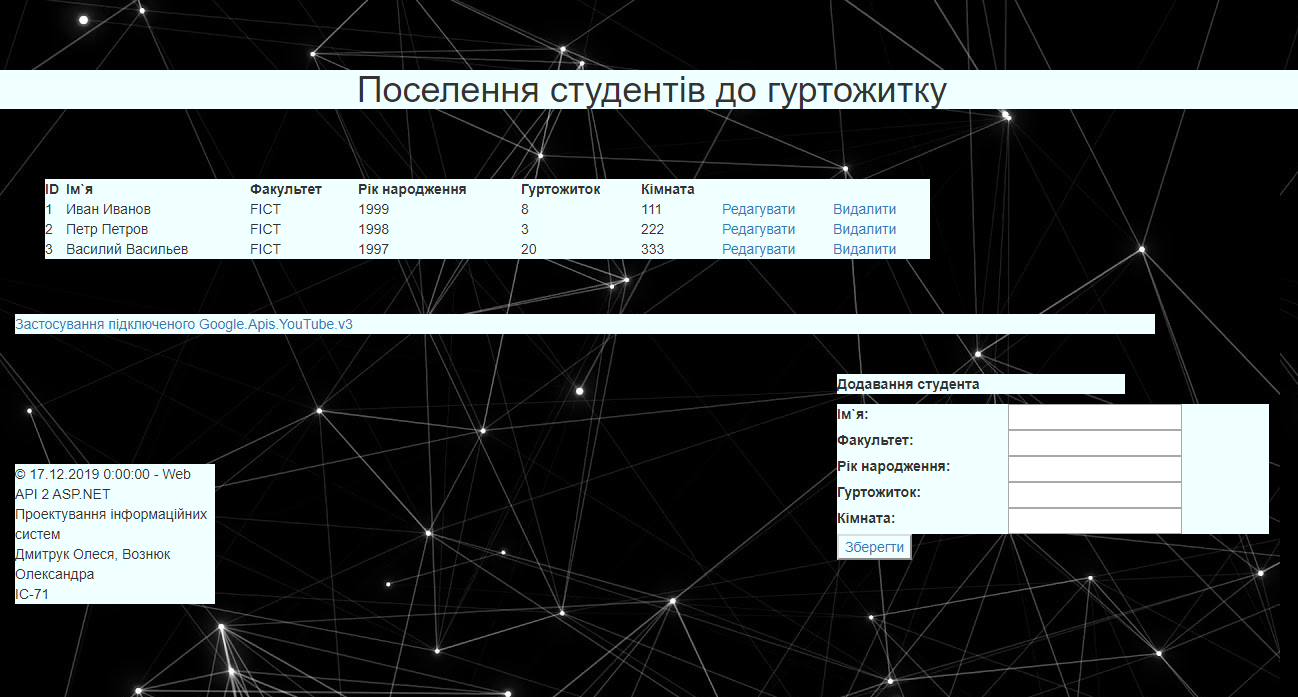 Поселення студентів до гуртожитку
ID Ім`я Факультет Рік народження Гуртожиток Кімната
1 Иван Иванов FICT 1999 8 111 Редагувати Видалити
2 Петр Петров FICT 1998 3 222 Редагувати Видалити
3 Василий Васильев FICT 1997 20 333 Редагувати Видалити
Застосування підключеного Google.Apis.YouTube.v3
Додавання студента
Ім`я:
Факультет:
Рік народження:
Гуртожиток:
Кімната:
Зберегти
© 17.12.2019 0:00:00 - Web
API 2 ASP.NET
Проектування інформаційних
систем
Дмитрук Олеся, Вознюк
Олександра
ІС-71